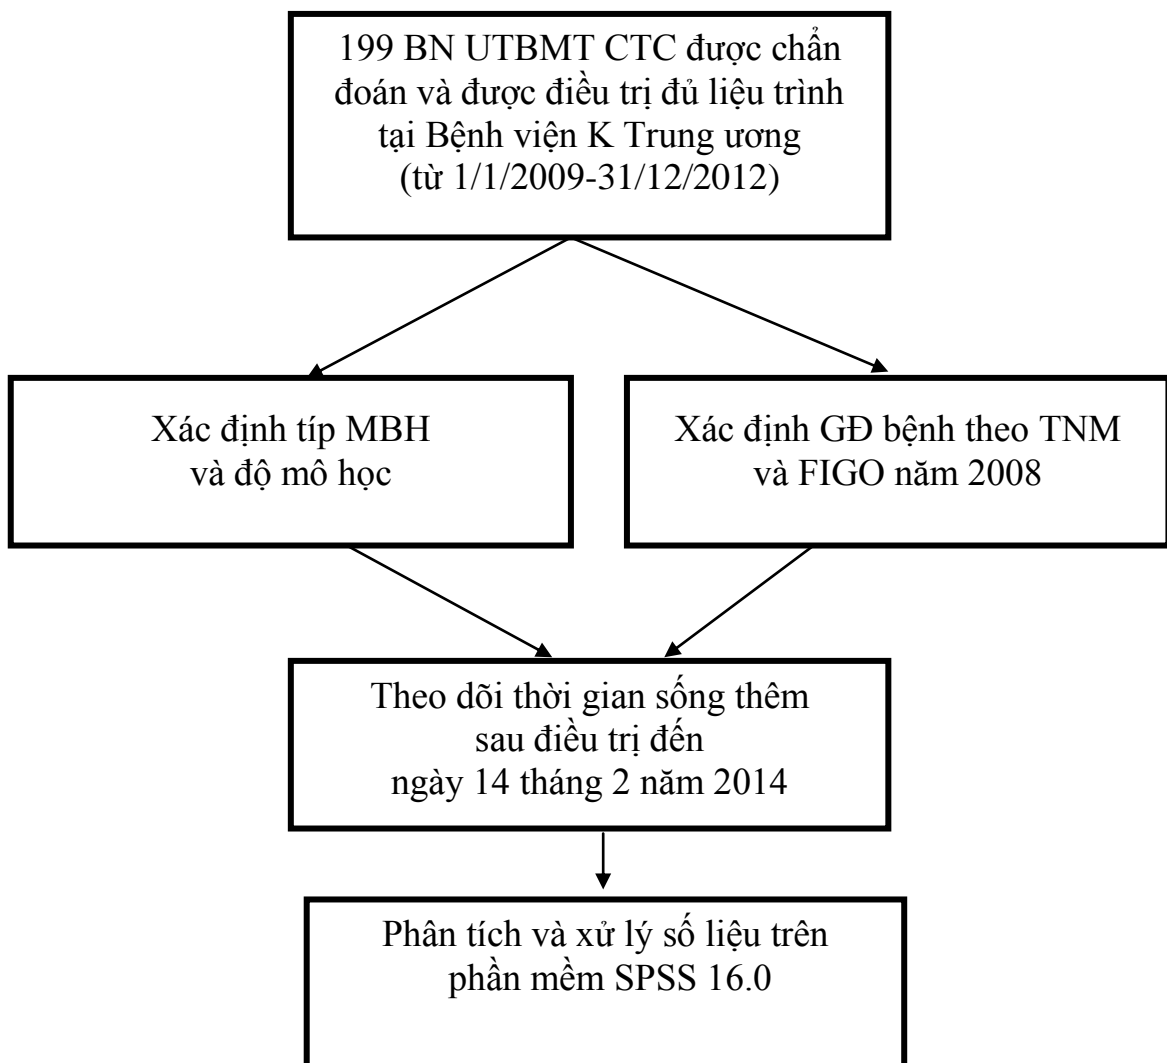 199 BN UTBMT CTC được chẩn
đoán và được điều trị đủ liệu trình
tại Bệnh viện K Trung ương
(từ 1/1/2009-31/12/2012)
Xác định típ MBH
và độ mô học
Xác định GĐ bệnh theo TNM
và FIGO năm 2008
Theo dõi thời gian sống thêm
sau điều trị đến
ngày 14 tháng 2 năm 2014
Phân tích và xử lý số liệu trên
phần mềm SPSS 16.0